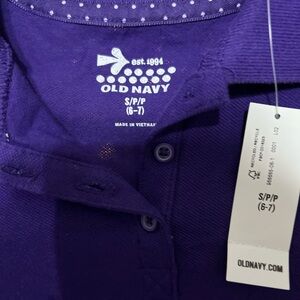 est. 1994
OLD NAVY
S/P/P
(6-7)
MADE IN VIETNAM
S/P/P
(6-7)
OLDNAVY.COM